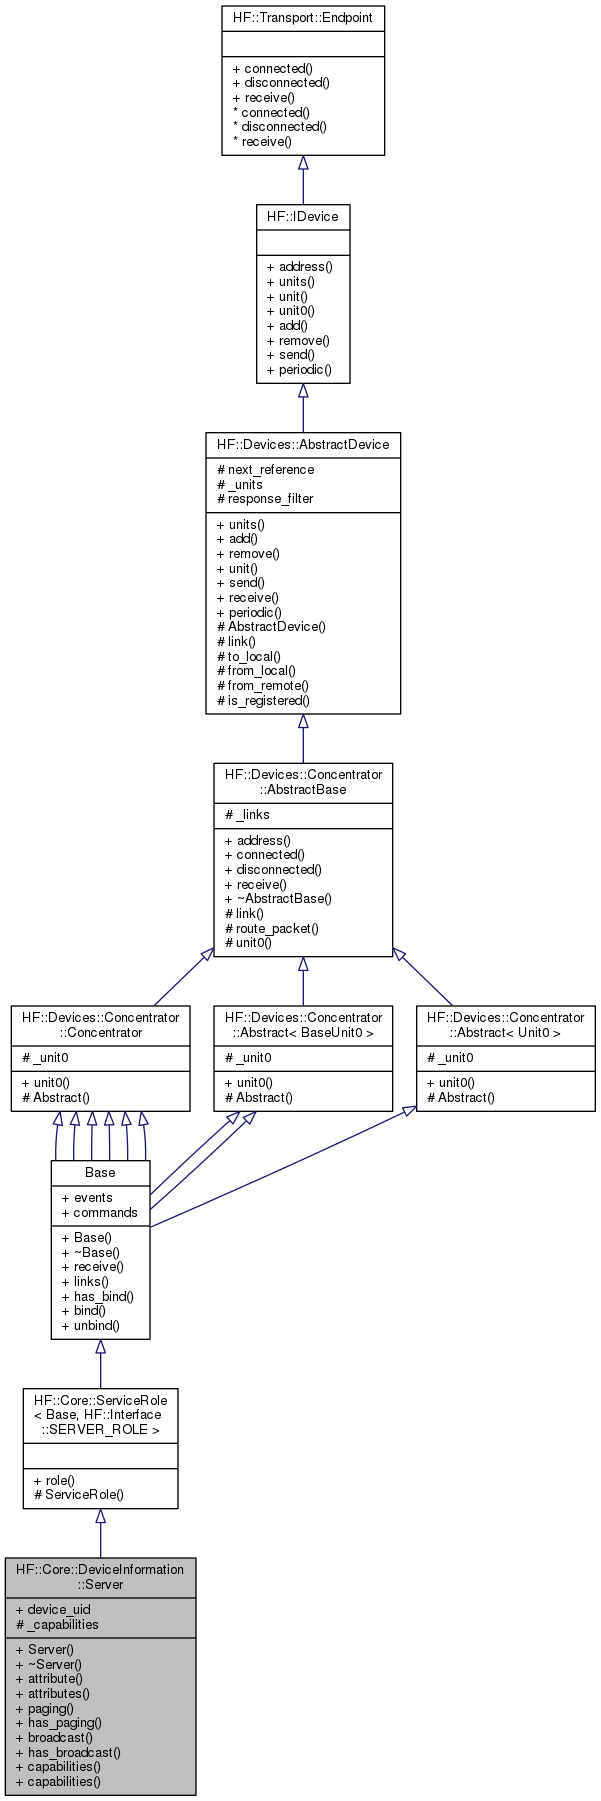 HF::Transport::Endpoint
+ connected()
+ disconnected()
+ receive()
* connected()
* disconnected()
* receive()
HF::IDevice
+ address()
+ units()
+ unit()
+ unit0()
+ add()
+ remove()
+ send()
+ periodic()
HF::Devices::AbstractDevice
# next_reference
# _units
# response_filter
+ units()
+ add()
+ remove()
+ unit()
+ send()
+ receive()
+ periodic()
# AbstractDevice()
# link()
# to_local()
# from_local()
# from_remote()
# is_registered()
HF::Devices::Concentrator
::AbstractBase
# _links
+ address()
+ connected()
+ disconnected()
+ receive()
+ ~AbstractBase()
# link()
# route_packet()
# unit0()
HF::Devices::Concentrator
::Concentrator
# _unit0
+ unit0()
# Abstract()
HF::Devices::Concentrator
::Abstract< BaseUnit0 >
# _unit0
+ unit0()
# Abstract()
HF::Devices::Concentrator
::Abstract< Unit0 >
# _unit0
+ unit0()
# Abstract()
Base
+ events
+ commands
+ Base()
+ ~Base()
+ receive()
+ links()
+ has_bind()
+ bind()
+ unbind()
HF::Core::ServiceRole
< Base, HF::Interface
::SERVER_ROLE >
+ role()
# ServiceRole()
HF::Core::DeviceInformation
::Server
+ device_uid
# _capabilities
+ Server()
+ ~Server()
+ attribute()
+ attributes()
+ paging()
+ has_paging()
+ broadcast()
+ has_broadcast()
+ capabilities()
+ capabilities()